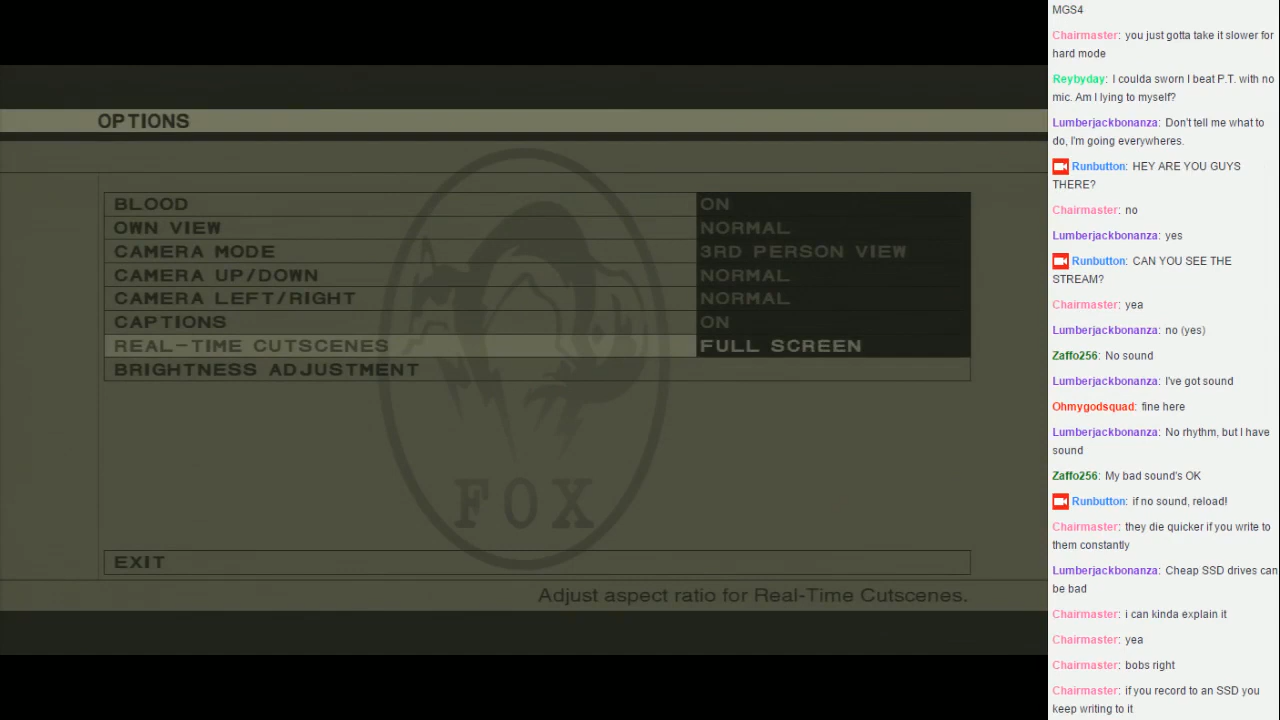 OPTIONS
BLOOD ON
OWN VIEW NORMAL
CAMERA MODE 3RD PERSON VIEW
CAMERA UP/DOWN NORMAL
CAMERA LEFT/RIGHT NORMAL
CAPTIONS ON
REAL-TIME CUTSCENES FULL SCREEN
BRIGHTNESS ADJUSTMENT
FOX
EXIT
Adjust aspect ratio for Real-Time Cutscenes.
MGS4
Chairmaster: you just gotta take it slower for
hard mode
Reybyday: I coulda sworn I beat P.T. with no
mic. Am I lying to myself?
Lumberjackbonanza: Don't tell me what to
do, I'm going everywheres.
Runbutton: HEY ARE YOU GUYS
THERE?
Chairmaster: no
Lumberjackbonanza: yes
Runbutton: CAN YOU SEE THE
STREAM?
Chairmaster: yea
Lumberjackbonanza: no (yes)
Zaffo256: No sound
Lumberjackbonanza: I've got sound
Ohmygodsquad: fine here
Lumberjackbonanza: No rhythm, but I have
sound
Zaffo256: My bad sound's OK
Runbutton: if no sound, reload!
Chairmaster: they die quicker if you write to
them constantly
Lumberjackbonanza: Cheap SSD drives can
be bad
Chairmaster: i can kinda explain it
Chairmaster: yea
Chairmaster: bobs right
Chairmaster: if you record to an SSD you
keep writing to it